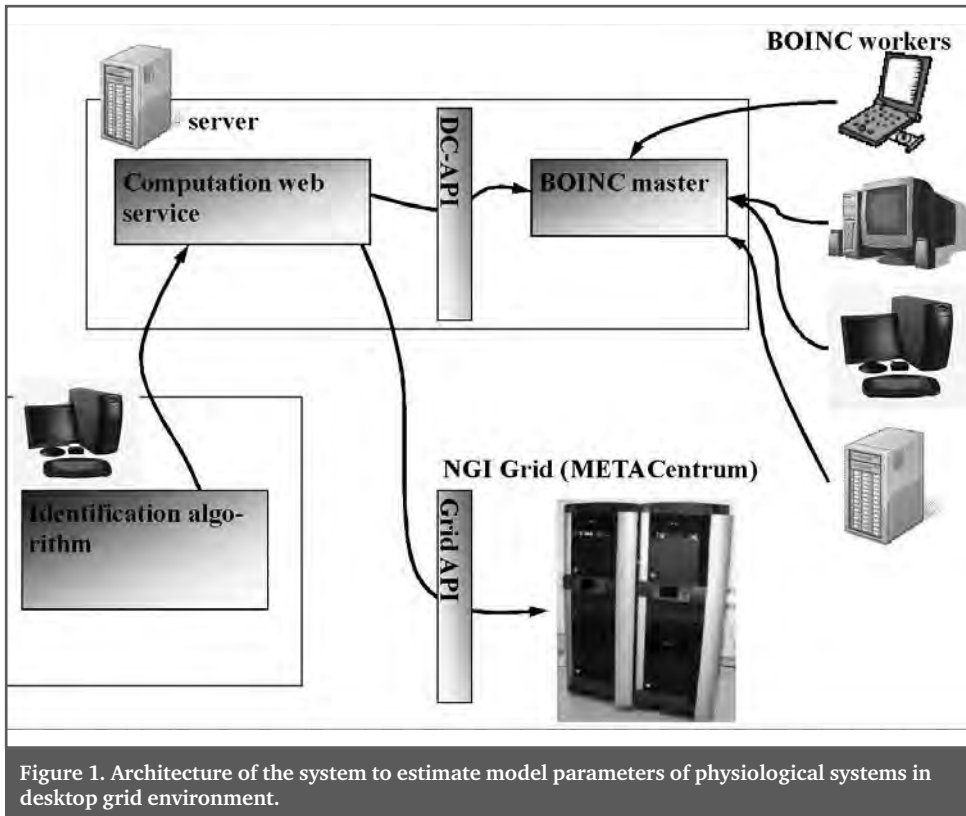 BOINC workers
server
DC-API
Computation web
service
BOINC master
NGI Grid (METACentrum)
Identification algo-
rithm
Grid API
Figure 1. Architecture of the system to estimate model parameters of physiological systems in
desktop grid environment.